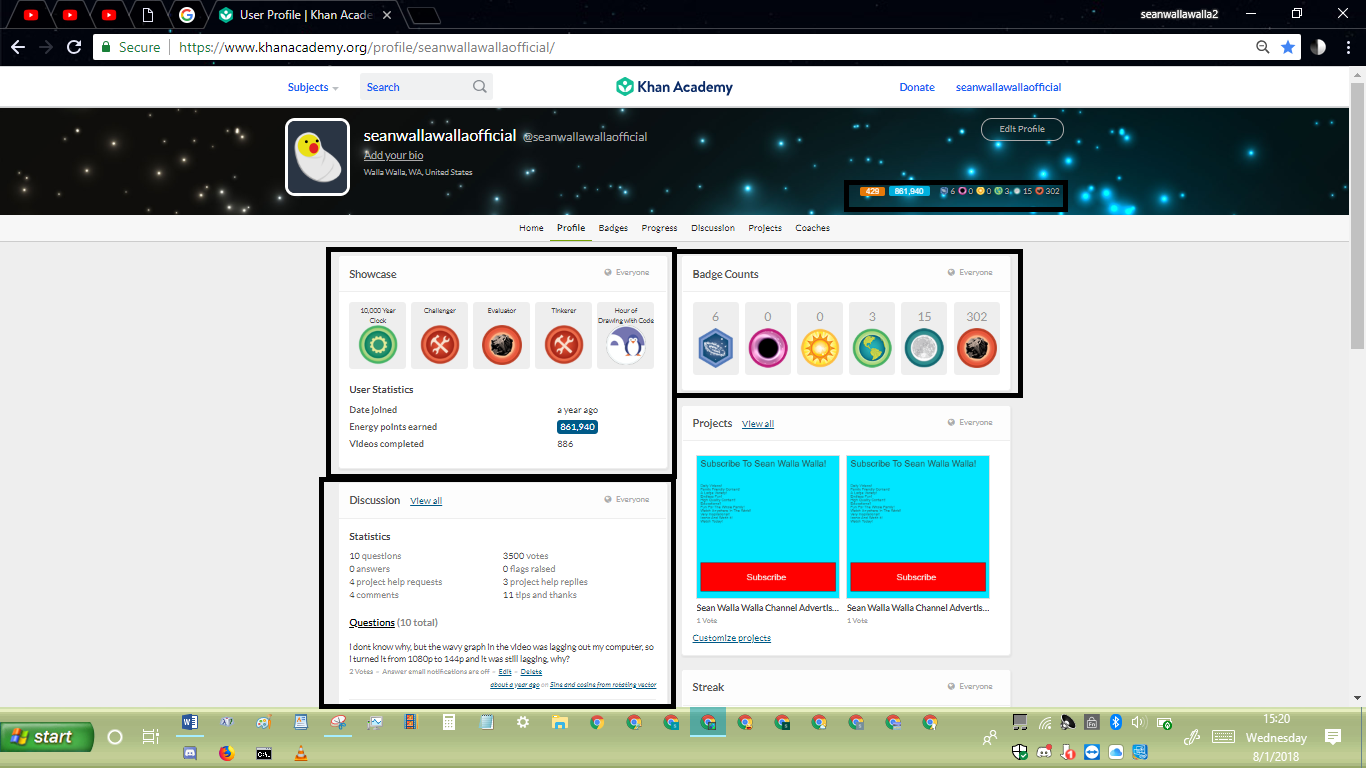 User Profile | Khan Acade
seanwallawalla2
Secure
https://www.khanacademy.org/profile/seanwallawallaofficial/
Subjects
Search
Khan Academy
Donate
seanwallawallaofficial
seanwallawallaofficial @seanwallawallaofficial
Edit Profile
Add your bio
Walla Walla, WA, United States
429 861,940 6 0 0 3 15 302
Home Profile Badges Progress Discussion Projects Coaches
Showcase Everyone
10,000 Year
Clock
Challenger
Evaluator
Tinkerer
Hour of
Drawing with Code
User Statistics
Date Joined a year ago
Energy points earned 861,940
Videos completed 886
Badge Counts Everyone
6 0 0 3 15 302
Discussion View all Everyone
Statistics
10 questions 3500 votes
0 answers 0 flags raised
4 project help requests 3 project help replies
4 comments 11 tips and thanks
Questions (10 total)
I dont know why, but the wavy graph in the video was lagging out my computer, so
I turned it from 1080p to 144p and it was still lagging, why?
2 Votes – Answer email notifications are off – Edit – Delete
about a year ago on Sine and cosine from rotating vector
Projects View all Everyone
Subscribe To Sean Walla Walla!
Subscribe
Sean Walla Walla Channel Advertis...
1 Vote
Subscribe To Sean Walla Walla!
Subscribe
Sean Walla Walla Channel Advertis...
1 Vote
Customize projects
Streak Everyone
start
15:20
Wednesday
8/1/2018